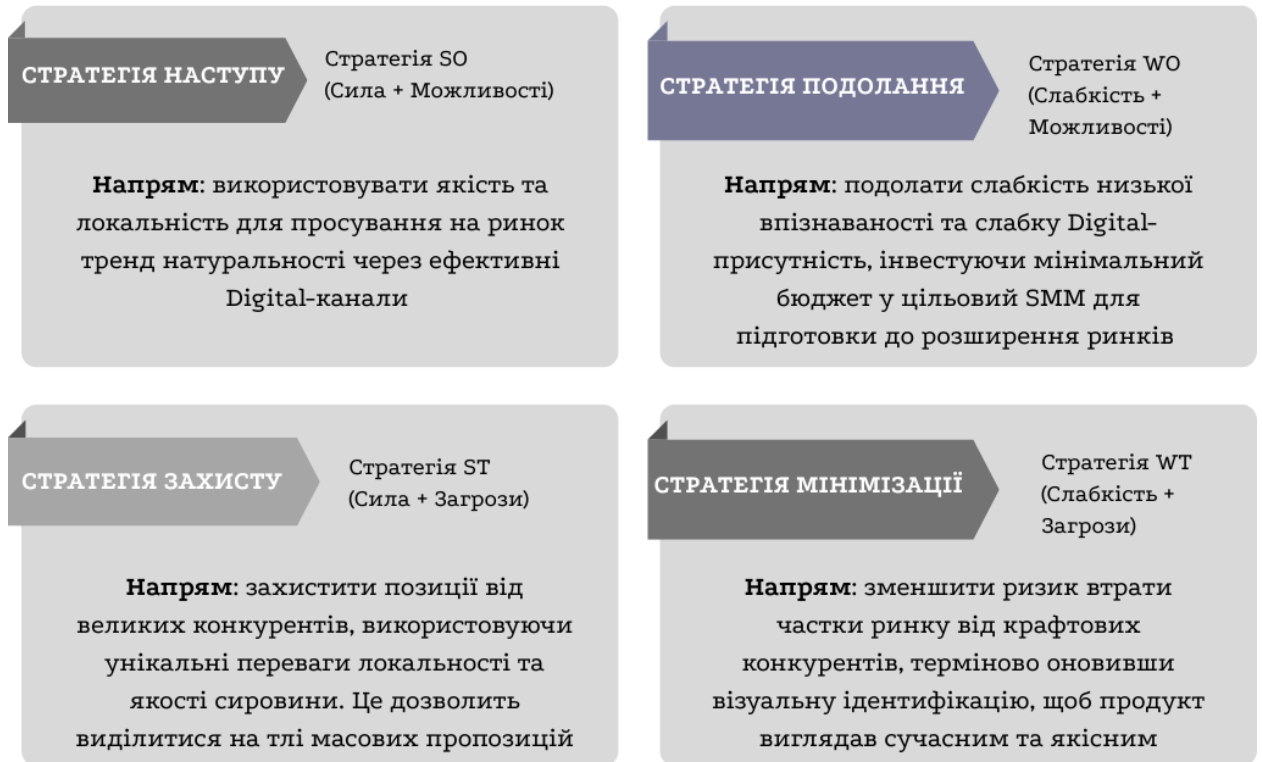 СТРАТЕГІЯ НАСТУПУ
Стратегія SO
(Сила + Можливості)
Напрям: використовувати якість та
локальність для просування на ринок
тренд натуральності через ефективні
Digital-канали
СТРАТЕГІЯ ПОДОЛАННЯ
Стратегія WO
(Слабкість +
Можливості)
Напрям: подолати слабкість низької
впізнаваності та слабку Digital-
присутність, інвестуючи мінімальний
бюджет у цільовий SMM для
підготовки до розширення ринків
СТРАТЕГІЯ ЗАХИСТУ
Стратегія ST
(Сила + Загрози)
Напрям: захистити позиції від
великих конкурентів, використовуючи
унікальні переваги локальності та
якості сировини. Це дозволить
виділитися на тлі масових пропозицій
СТРАТЕГІЯ МІНІМІЗАЦІЇ
Стратегія WT
(Слабкість +
Загрози)
Напрям: зменшити ризик втрати
частки ринку від крафтових
конкурентів, терміново оновивши
візуальну ідентифікацію, щоб продукт
виглядав сучасним та якісним